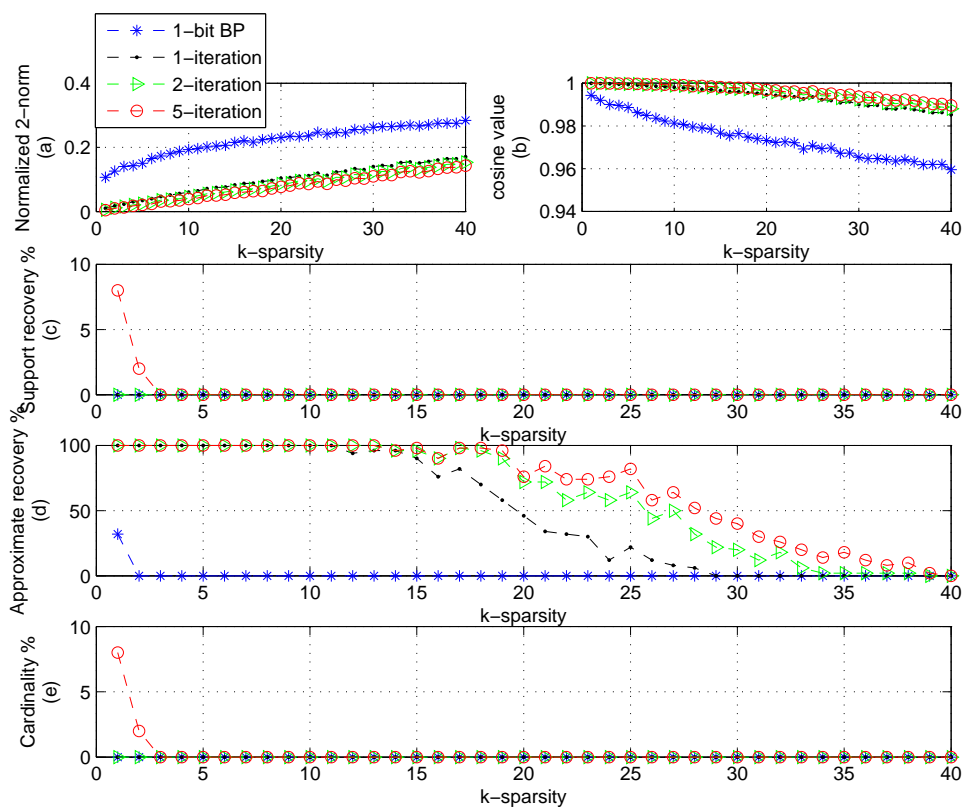 1−bit BP
1−iteration
2−iteration
5−iteration
0.4
0.2
0
0 10 20 30 40
k−sparsity
Normalized 2−norm
(a)
1
0.98
0.96
0.94
0 10 20 30 40
k−sparsity
cosine value
(b)
10
5
0
0 5 10 15 20 25 30 35 40
k−sparsity
Support recovery %
(c)
100
50
0
0 5 10 15 20 25 30 35 40
k−sparsity
Approximate recovery %
(d)
10
5
0
0 5 10 15 20 25 30 35 40
k−sparsity
Cardinality %
(e)